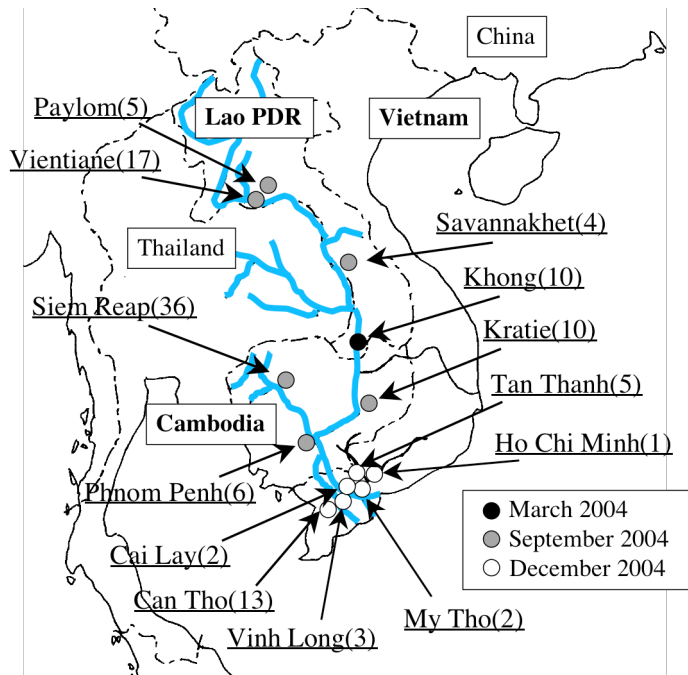 China
Paylom(5)
Lao PDR
Vietnam
Vientiane(17)
Savannakhet(4)
Thailand
Khong(10)
Siem Reap(36)
Kratie(10)
Tan Thanh(5)
Cambodia
Ho Chi Minh(1)
Phnom Penh(6)
March 2004
September 2004
December 2004
Cai Lay(2)
Can Tho(13)
My Tho(2)
Vinh Long(3)